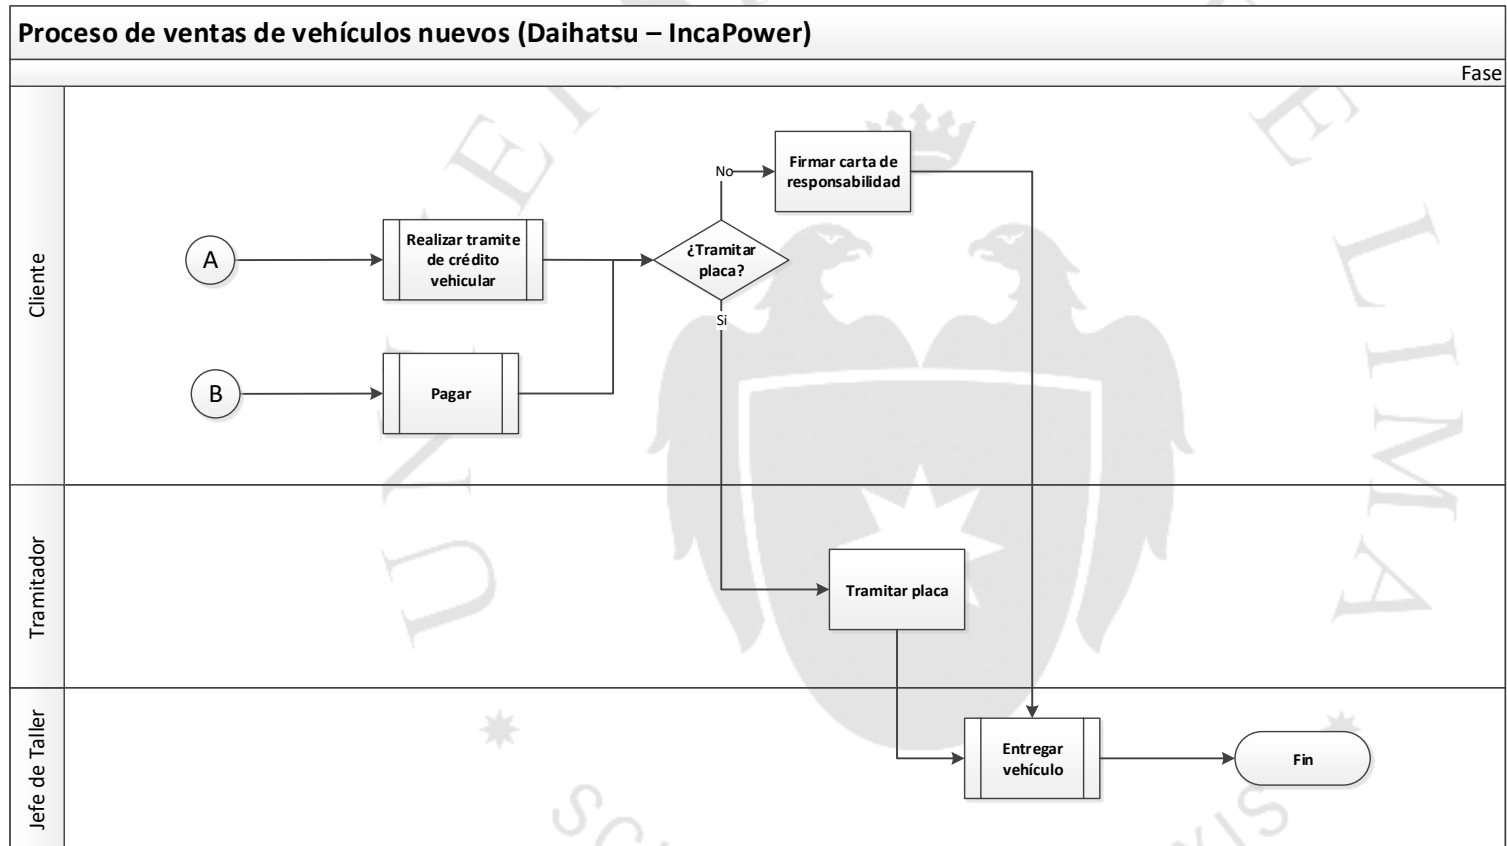 Proceso de ventas de vehículos nuevos (Daihatsu – IncaPower)
Fase
Cliente
A
Realizar tramite
de crédito
vehicular
B
Pagar
¿Tramitar
placa?
No
Si
Firmar carta de
responsabilidad
Tramitador
Tramitar placa
Jefe de Taller
Entregar
vehículo
Fin
LIMA